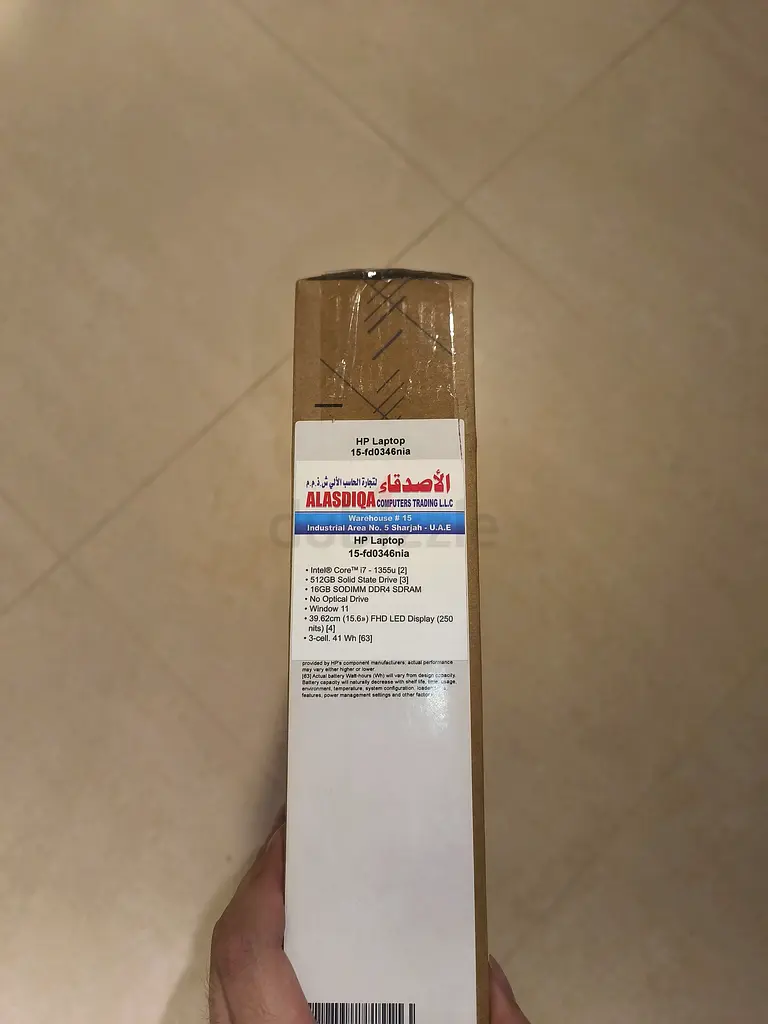 HP Laptop
15-fd0346nia
الأصدقاء لتجارة الحاسب الآلي ش.ذ.م.م
ALASDIQA COMPUTERS TRADING L.L.C
Warehouse # 15
Industrial Area No. 5 Sharjah - U.A.E
HP Laptop
15-fd0346nia
• Intel® Core™ i7 - 1355u [2]
• 512GB Solid State Drive [3]
• 16GB SODIMM DDR4 SDRAM
• No Optical Drive
• Window 11
• 39.62cm (15.6») FHD LED Display (250
nits) [4]
• 3-cell. 41 Wh [63]
provided by HP's component manufacturers; actual performance
may vary either higher or lower.
[63] Actual battery Watt-hours (Wh) will vary from design capacity.
Battery capacity will naturally decrease with shelf life, time, usage,
environment, temperature, system configuration, loaded
features, power management settings and other factors.